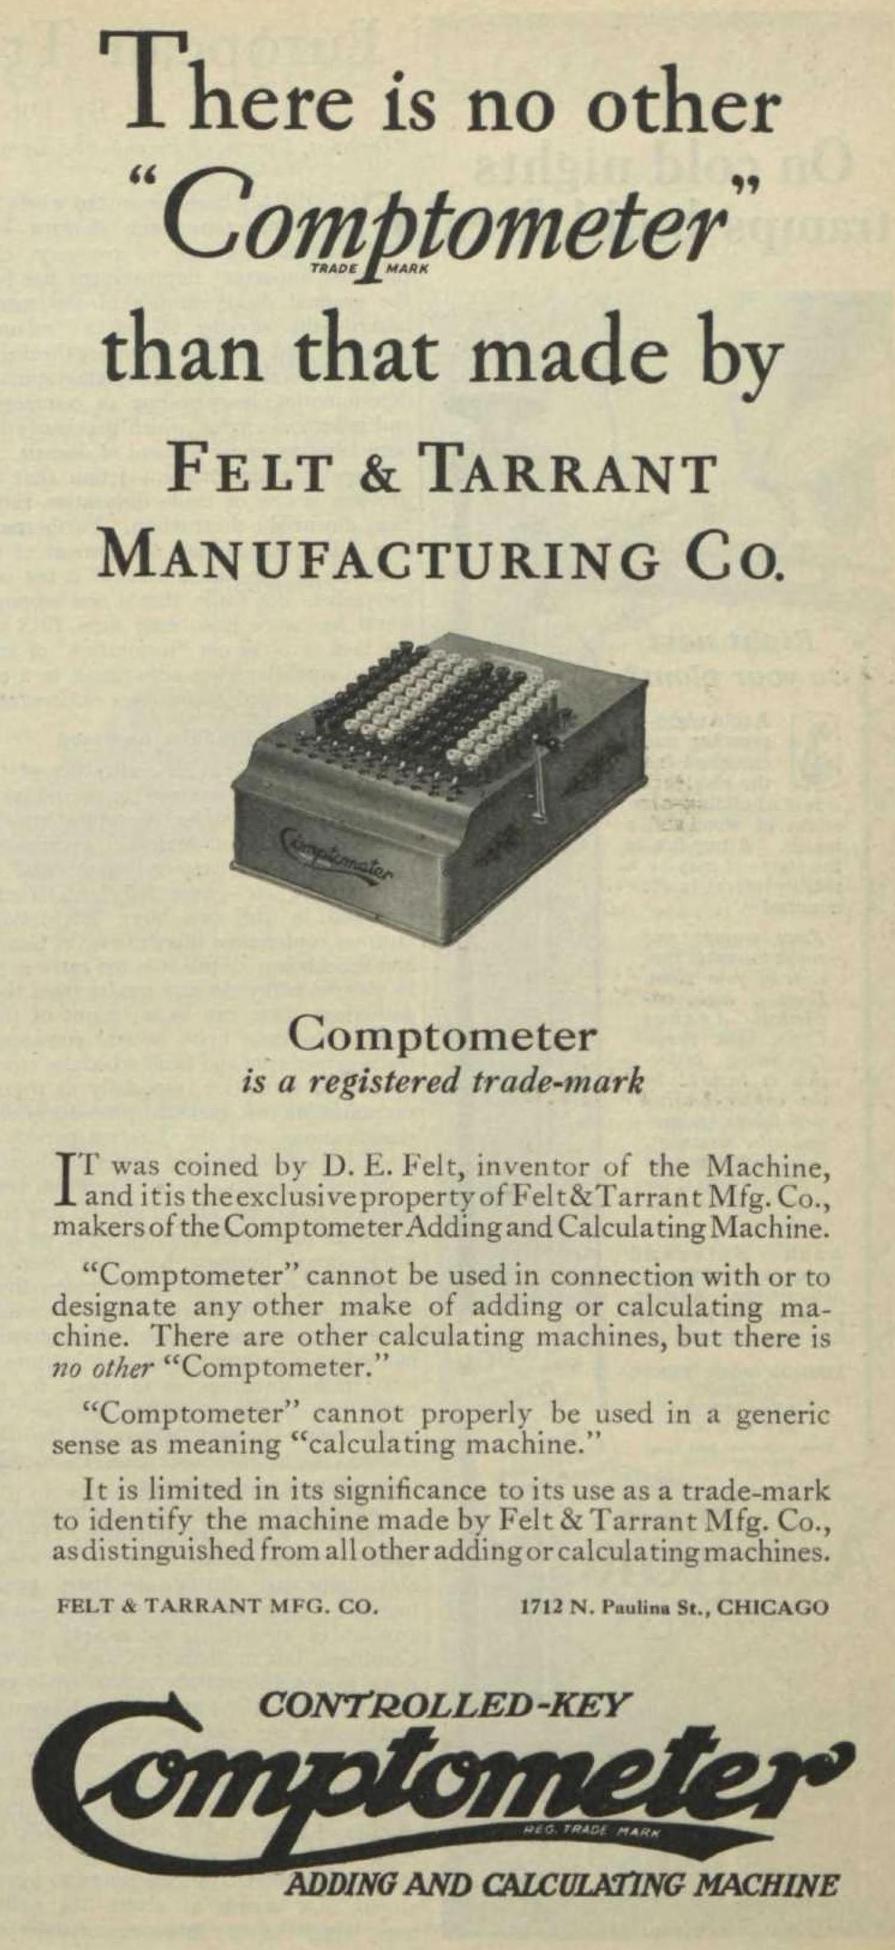 There is no other
"Comptometer"
TRADE MARK
than that made by
FELT & TARRANT
MANUFACTURING CO.
Comptometer
Comptometer
is a registered trade-mark
IT was coined by D. E. Felt, inventor of the Machine,
and it is the exclusive property of Felt & Tarrant Mfg. Co.,
makers of the Comptometer Adding and Calculating Machine.
"Comptometer" cannot be used in connection with or to
designate any other make of adding or calculating ma-
chine. There are other calculating machines, but there is
no other "Comptometer."
"Comptometer" cannot properly be used in a generic
sense as meaning "calculating machine."
It is limited in its significance to its use as a trade-mark
to identify the machine made by Felt & Tarrant Mfg. Co.,
as distinguished from all other adding or calculating machines.
FELT & TARRANT MFG. CO. 1712 N. Paulina St., CHICAGO
CONTROLLED-KEY
Comptometer
REG. TRADE MARK
ADDING AND CALCULATING MACHINE